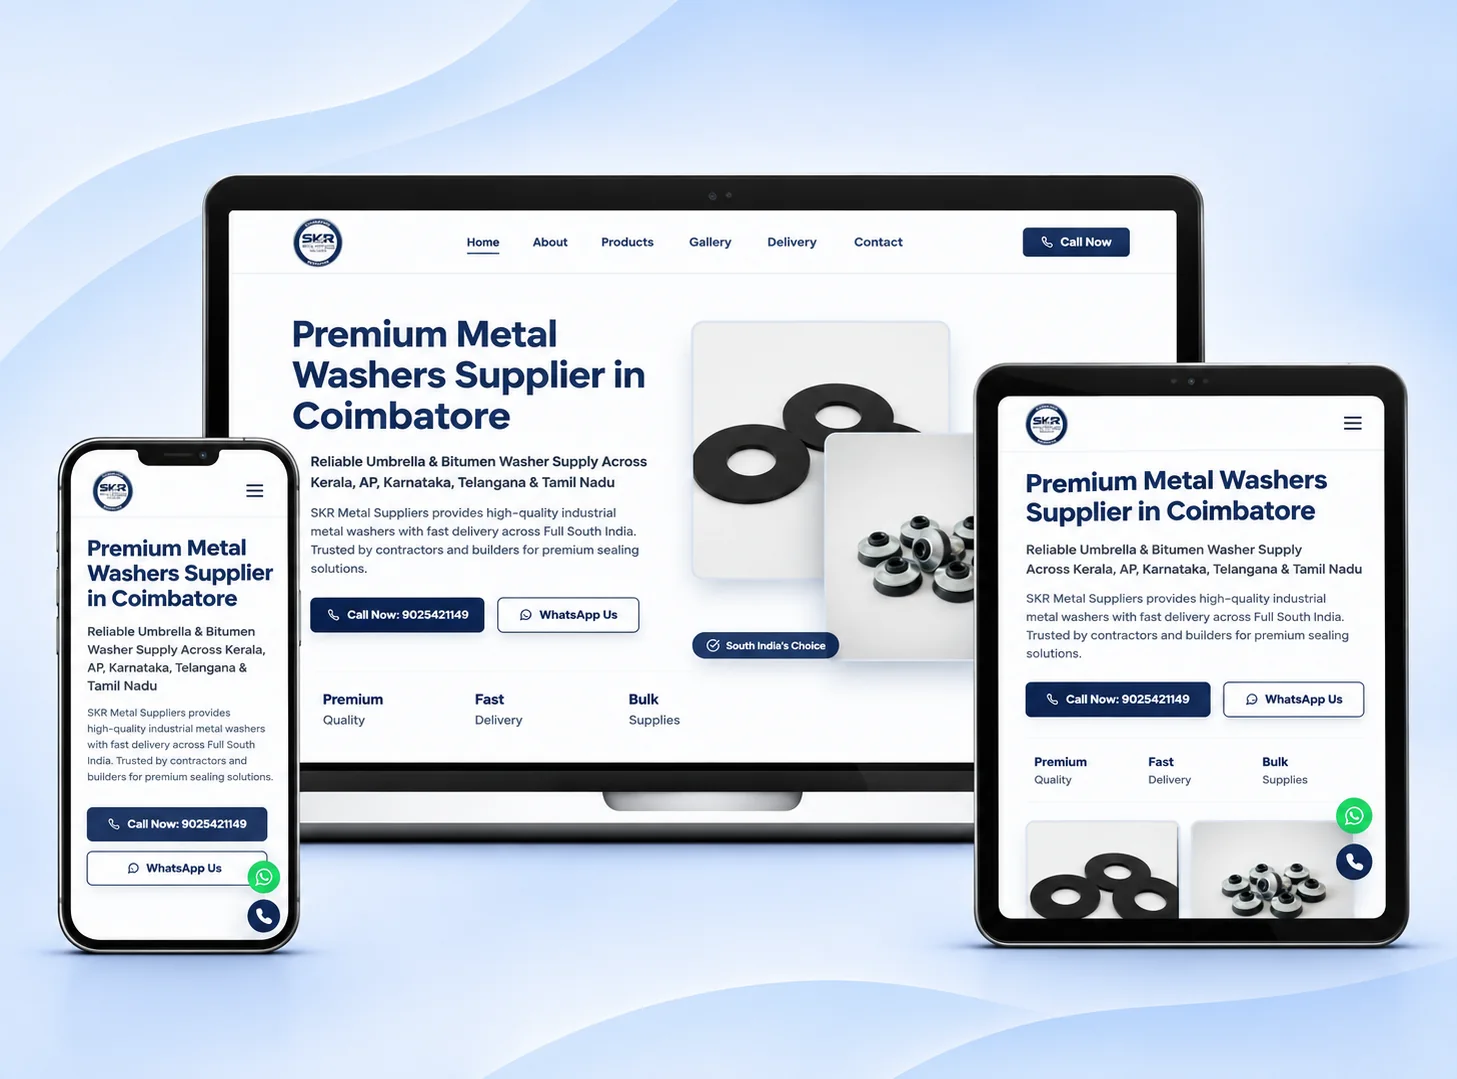 SKR
Home
About
Products
Gallery
Delivery
Contact
Call Now
Premium Metal
Washers Supplier in
Coimbatore
Reliable Umbrella & Bitumen Washer Supply Across
Kerala, AP, Karnataka, Telangana & Tamil Nadu
SKR Metal Suppliers provides high-quality industrial
metal washers with fast delivery across Full South India.
Trusted by contractors and builders for premium sealing
solutions.
Call Now: 9025421149
WhatsApp Us
South India's Choice
Premium
Quality
Fast
Delivery
Bulk
Supplies
SKR
Premium Metal
Washers Supplier
in Coimbatore
Reliable Umbrella & Bitumen
Washer Supply Across Kerala,
AP, Karnataka, Telangana &
Tamil Nadu
SKR Metal Suppliers provides
high-quality industrial metal washers
with fast delivery across Full South
India. Trusted by contractors and
builders for premium sealing solutions.
Call Now: 9025421149
WhatsApp Us
SKR
Premium Metal Washers
Supplier in Coimbatore
Reliable Umbrella & Bitumen Washer Supply
Across Kerala, AP, Karnataka, Telangana & Tamil Nadu
SKR Metal Suppliers provides high-quality industrial
metal washers with fast delivery across Full South India.
Trusted by contractors and builders for premium sealing
solutions.
Call Now: 9025421149
WhatsApp Us
Premium
Quality
Fast
Delivery
Bulk
Supplies